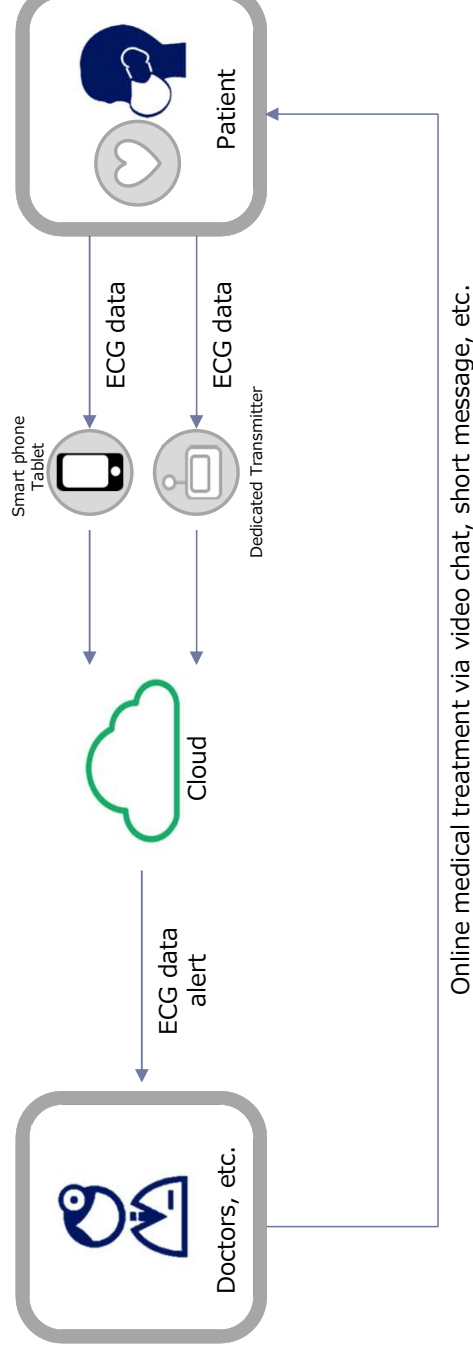 Doctors, etc.
ECG data
alert
Cloud
Smart phone
Tablet
Dedicated Transmitter
ECG data
ECG data
Patient
Online medical treatment via video chat, short message, etc.